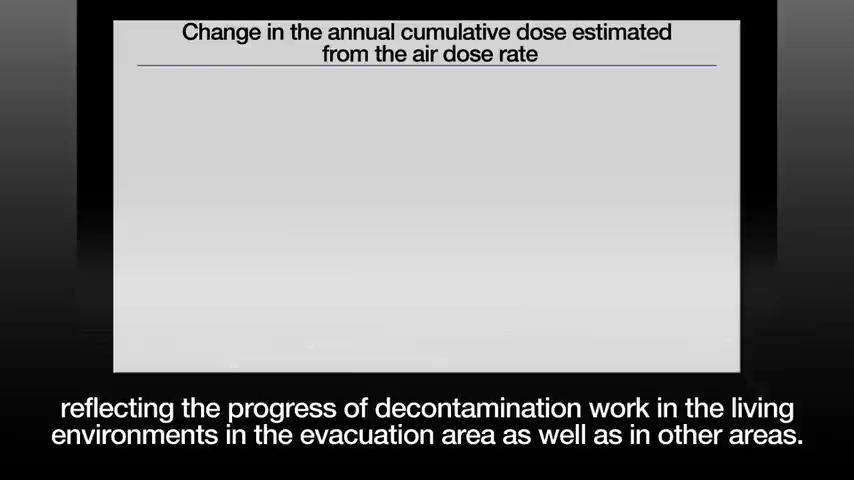 Change in the annual cumulative dose estimated
from the air dose rate
reflecting the progress of decontamination work in the living
environments in the evacuation area as well as in other areas.